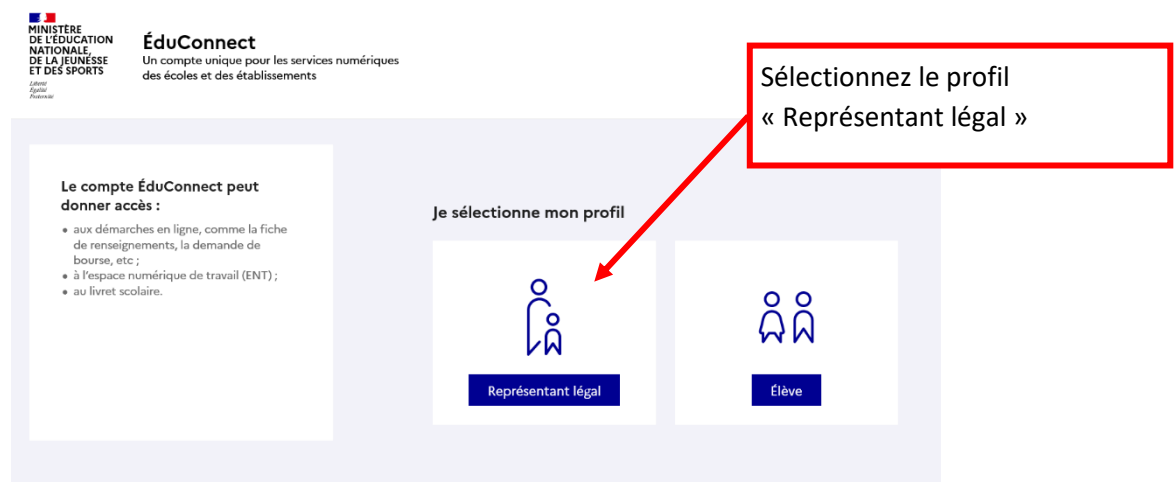 MINISTÈRE
DE L'ÉDUCATION
NATIONALE,
DE LA JEUNESSE
ET DES SPORTS
Liberté
Égalité
Fraternité
ÉduConnect
Un compte unique pour les services numériques
des écoles et des établissements
Sélectionnez le profil
« Représentant légal »
Le compte ÉduConnect peut
donner accès :
• aux démarches en ligne, comme la fiche
de renseignements, la demande de
bourse, etc ;
• à l'espace numérique de travail (ENT) ;
• au livret scolaire.
Je sélectionne mon profil
Représentant légal
Élève